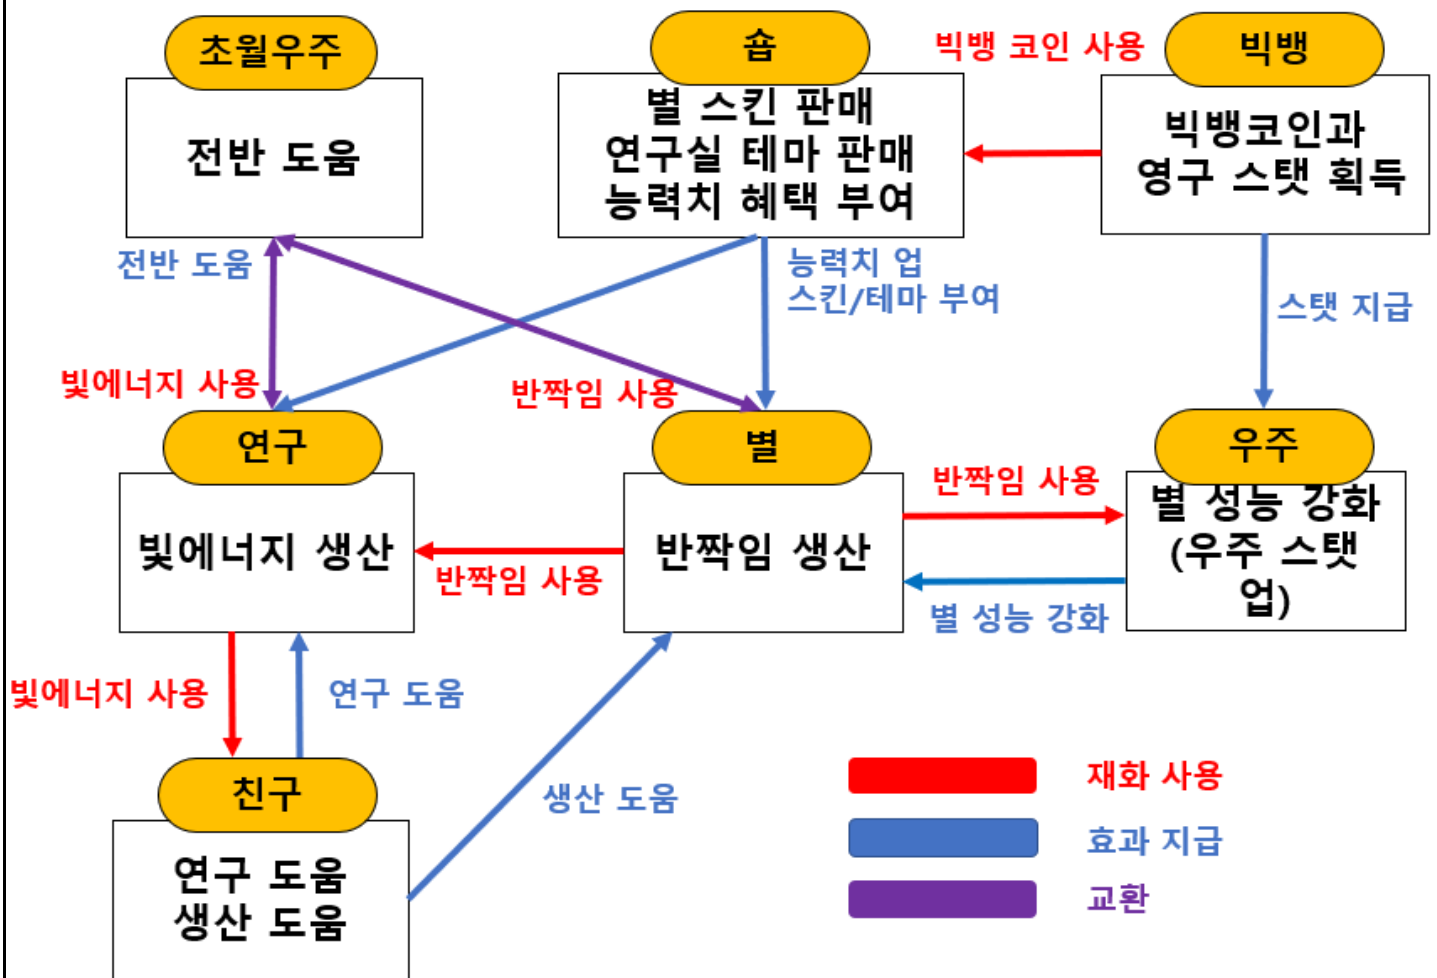 초월우주
숍
빅뱅 코인 사용
빅뱅
전반 도움
별 스킨 판매
연구실 테마 판매
능력치 혜택 부여
빅뱅코인과
영구 스탯 획득
전반 도움
능력치 업
스킨/테마 부여
스탯 지급
빛에너지 사용
반짝임 사용
연구
별
우주
빛에너지 생산
반짝임 사용
반짝임 생산
반짝임 사용
별 성능 강화
별 성능 강화
(우주 스탯
업)
빛에너지 사용
연구 도움
친구
생산 도움
연구 도움
생산 도움
재화 사용
효과 지급
교환